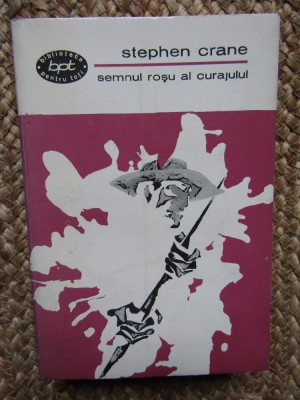 stephen crane
semnul roșu al curajului
biblioteca
bpt
pentru toți